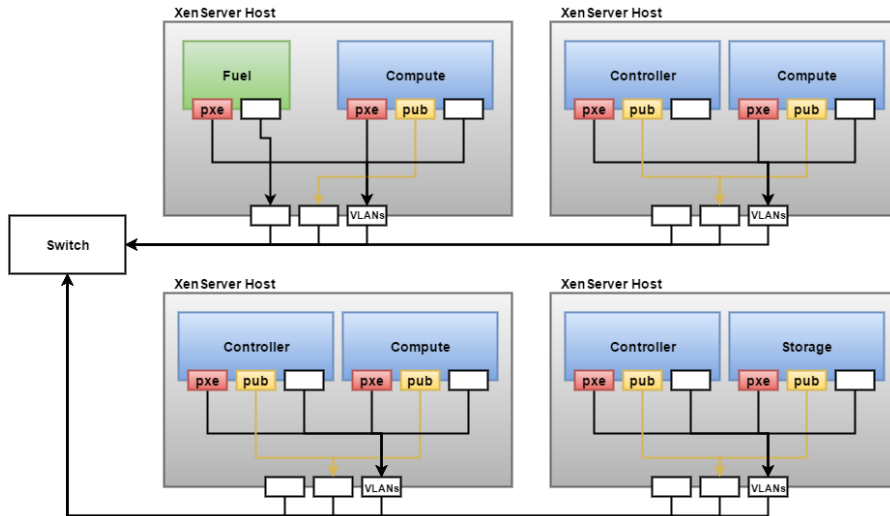 XenServer Host
XenServer Host
Fuel
Compute
Controller
Compute
pxe
pxe
pub
pxe
pub
pxe
pub
VLANs
VLANs
Switch
XenServer Host
XenServer Host
Controller
Compute
Controller
Storage
pxe
pub
pxe
pub
pxe
pub
pxe
pub
VLANs
VLANs